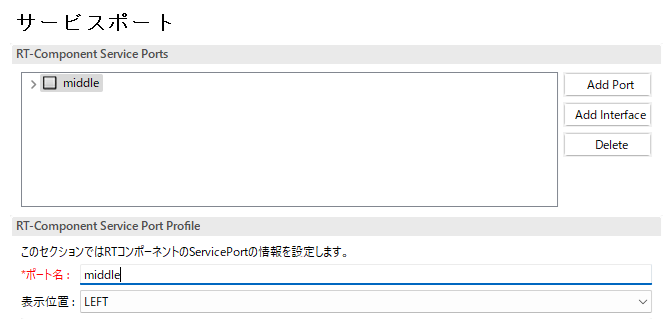 サービスポート
RT-Component Service Ports
middle
Add Port
Add Interface
Delete
RT-Component Service Port Profile
このセクションではRTコンポーネントのServicePortの情報を設定します。
*ポート名： middle
表示位置： LEFT